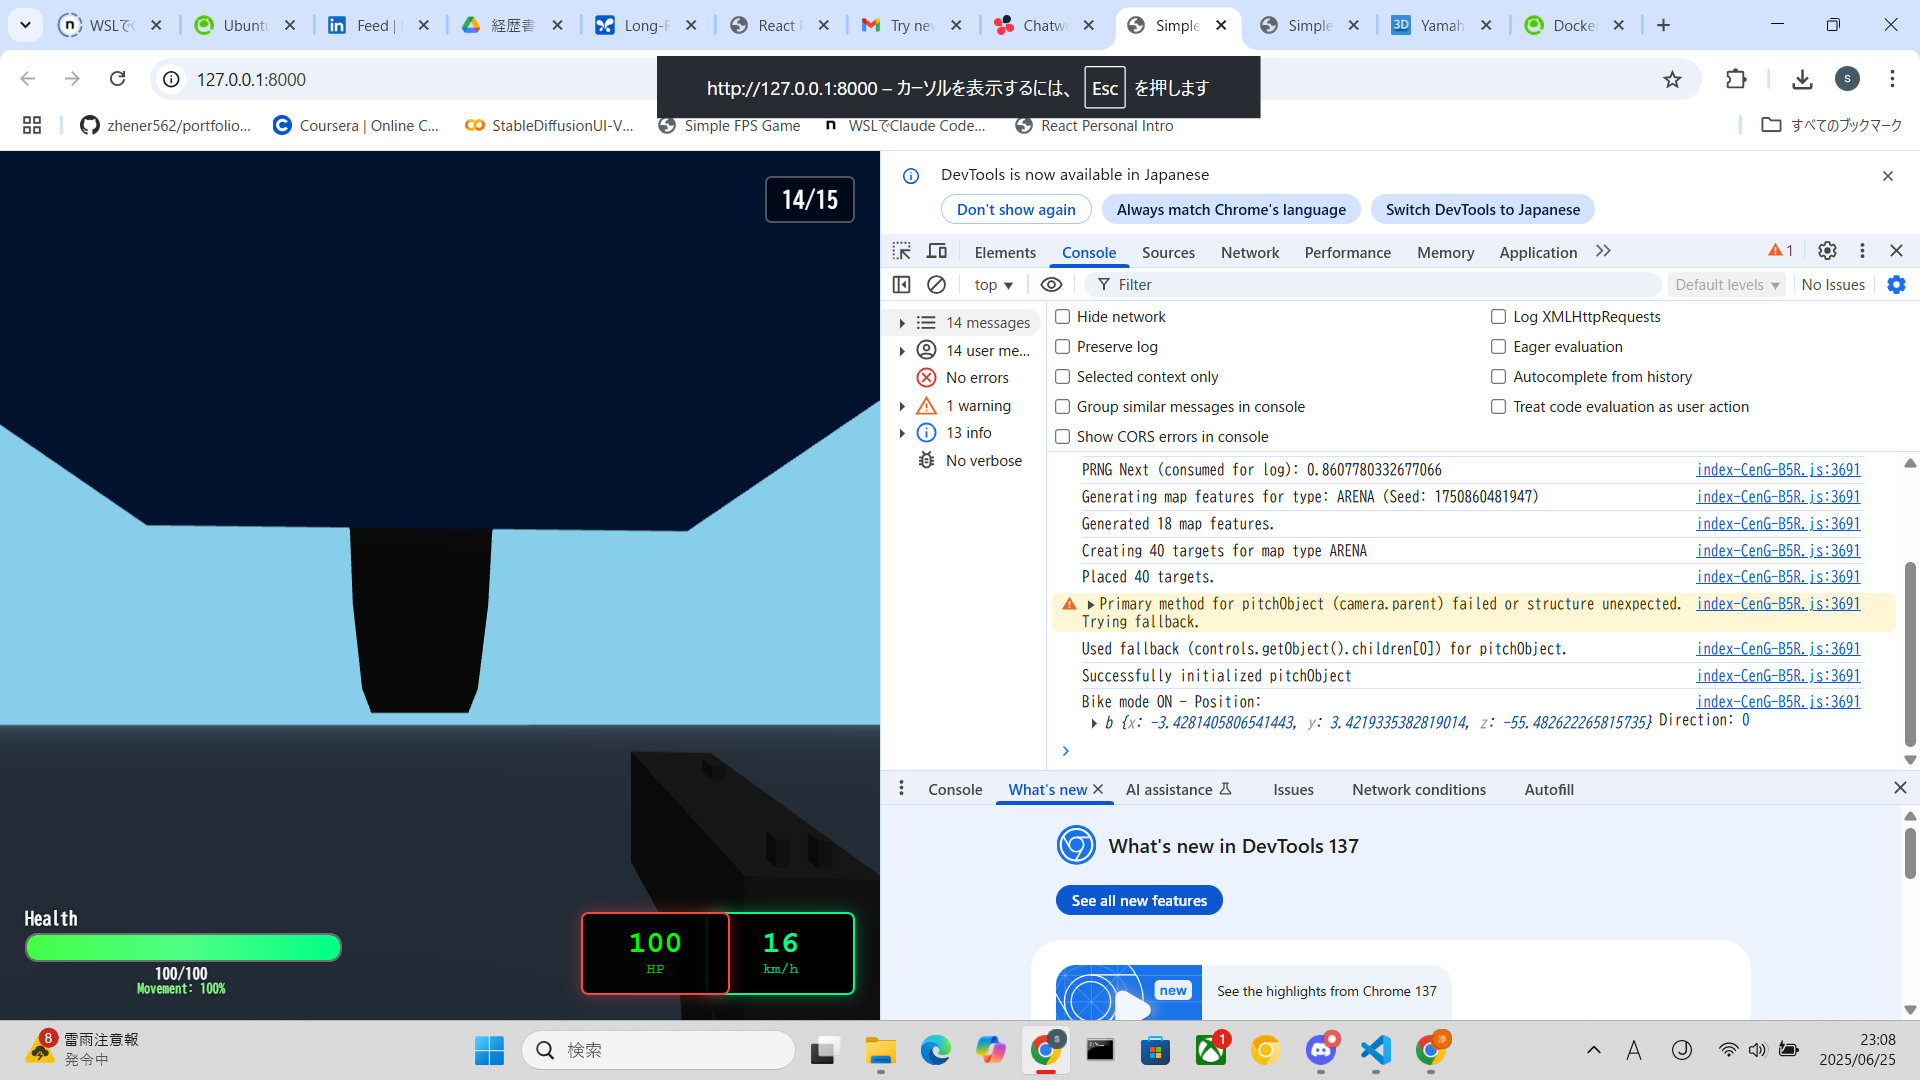 WSLでC
Ubuntu
Feed |
経歴書
Long-R
React P
Try new
Chatwo
Simple
Simple
Yamah
Docke
127.0.0.1:8000
http://127.0.0.1:8000 – カーソルを表示するには、 Esc を押します
zhener562/portfolio...
Coursera | Online C...
StableDiffusionUI-V...
Simple FPS Game
WSLでClaude Code...
React Personal Intro
すべてのブックマーク
14/15
Health
100/100
Movement: 100%
100
HP
16
km/h
DevTools is now available in Japanese
Don't show again
Always match Chrome's language
Switch DevTools to Japanese
Elements
Console
Sources
Network
Performance
Memory
Application
1
top
Filter
Default levels
No Issues
14 messages
14 user me...
No errors
1 warning
13 info
No verbose
Hide network
Log XMLHttpRequests
Preserve log
Eager evaluation
Selected context only
Autocomplete from history
Group similar messages in console
Treat code evaluation as user action
Show CORS errors in console
PRNG Next (consumed for log): 0.8607780332677066 index-CenG-B5R.js:3691
Generating map features for type: ARENA (Seed: 1750860481947) index-CenG-B5R.js:3691
Generated 18 map features. index-CenG-B5R.js:3691
Creating 40 targets for map type ARENA index-CenG-B5R.js:3691
Placed 40 targets. index-CenG-B5R.js:3691
Primary method for pitchObject (camera.parent) failed or structure unexpected. index-CenG-B5R.js:3691
Trying fallback.
Used fallback (controls.getObject().children[0]) for pitchObject. index-CenG-B5R.js:3691
Successfully initialized pitchObject index-CenG-B5R.js:3691
Bike mode ON - Position: index-CenG-B5R.js:3691
b {x: -3.4281405806541443, y: 3.4219335382819014, z: -55.482622265815735} Direction: 0
Console
What's new
AI assistance
Issues
Network conditions
Autofill
What's new in DevTools 137
See all new features
new
See the highlights from Chrome 137
8
雷雨注意報
発令中
検索
S
1
A
23:08
2025/06/25